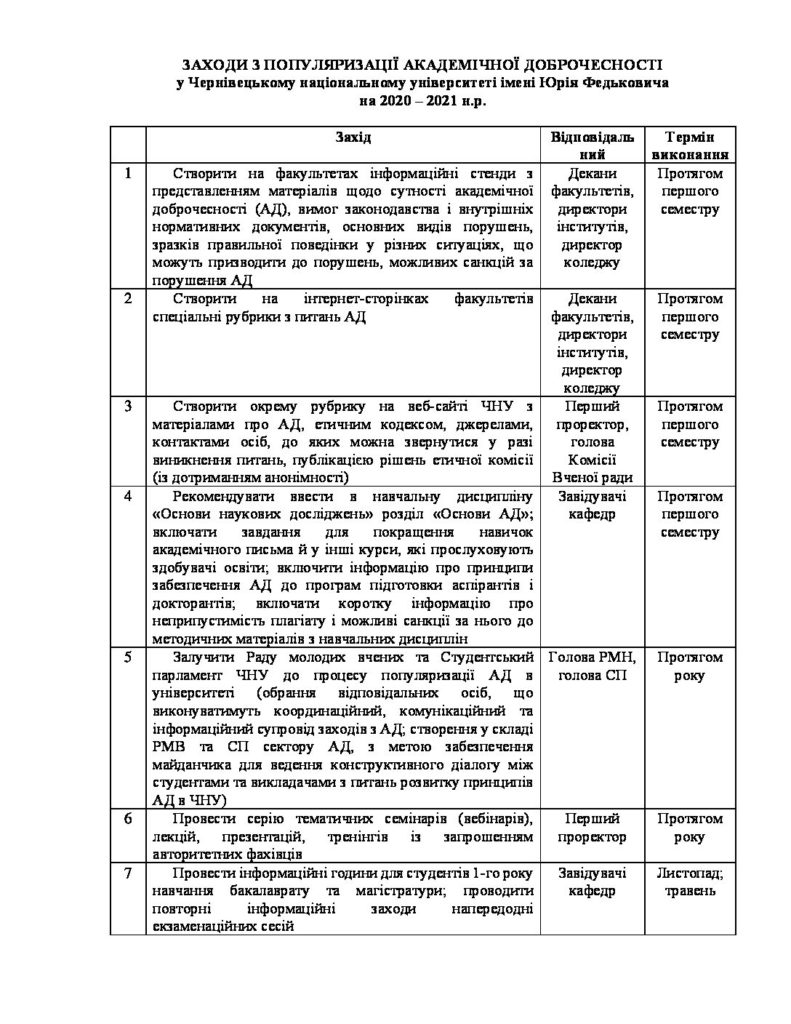 ЗАХОДИ З ПОПУЛЯРИЗАЦІЇ АКАДЕМІЧНОЇ ДОБРОЧЕСНОСТІ
у Чернівецькому національному університеті імені Юрія Федьковича
на 2020 – 2021 н.р.
Захід
Відповідаль
ний
Термін
виконання
1
Створити на факультетах інформаційні стенди з
представленням матеріалів щодо сутності академічної
доброчесності (АД), вимог законодавства і внутрішніх
нормативних документів, основних видів порушень,
зразків правильної поведінки у різних ситуаціях, що
можуть призводити до порушень, можливих санкцій за
порушення АД
Декани
факультетів,
директори
інститутів,
директор
коледжу
Протягом
першого
семестру
2
Створити на інтернет-сторінках факультетів
спеціальні рубрики з питань АД
Декани
факультетів,
директори
інститутів,
директор
коледжу
Протягом
першого
семестру
3
Створити окрему рубрику на веб-сайті ЧНУ з
матеріалами про АД, етичним кодексом, джерелами,
контактами осіб, до яких можна звернутися у разі
виникнення питань, публікацією рішень етичної комісії
(із дотриманням анонімності)
Перший
проректор,
голова
Комісії
Вченої ради
Протягом
першого
семестру
4
Рекомендувати ввести в навчальну дисципліну
«Основи наукових досліджень» розділ «Основи АД»;
включати завдання для покращення навичок
академічного письма й у інші курси, які прослуховують
здобувачі освіти; включити інформацію про принципи
забезпечення АД до програм підготовки аспірантів і
докторантів; включати коротку інформацію про
неприпустимість плагіату і можливі санкції за нього до
методичних матеріалів з навчальних дисциплін
Завідувачі
кафедр
Протягом
першого
семестру
5
Залучити Раду молодих вчених та Студентський
парламент ЧНУ до процесу популяризації АД в
університеті (обрання відповідальних осіб, що
виконуватимуть координаційний, комунікаційний та
інформаційний супровід заходів з АД; створення у складі
РМВ та СП сектору АД, з метою забезпечення
майданчика для ведення конструктивного діалогу між
студентами та викладачами з питань розвитку принципів
АД в ЧНУ)
Голова РМН,
голова СП
Протягом
року
6
Провести серію тематичних семінарів (вебінарів),
лекцій, презентацій, тренінгів із запрошенням
авторитетних фахівців
Перший
проректор
Протягом
року
7
Провести інформаційні години для студентів 1-го року
навчання бакалаврату та магістратури; проводити
повторні інформаційні заходи напередодні
екзаменаційних сесій
Завідувачі
кафедр
Листопад;
травень